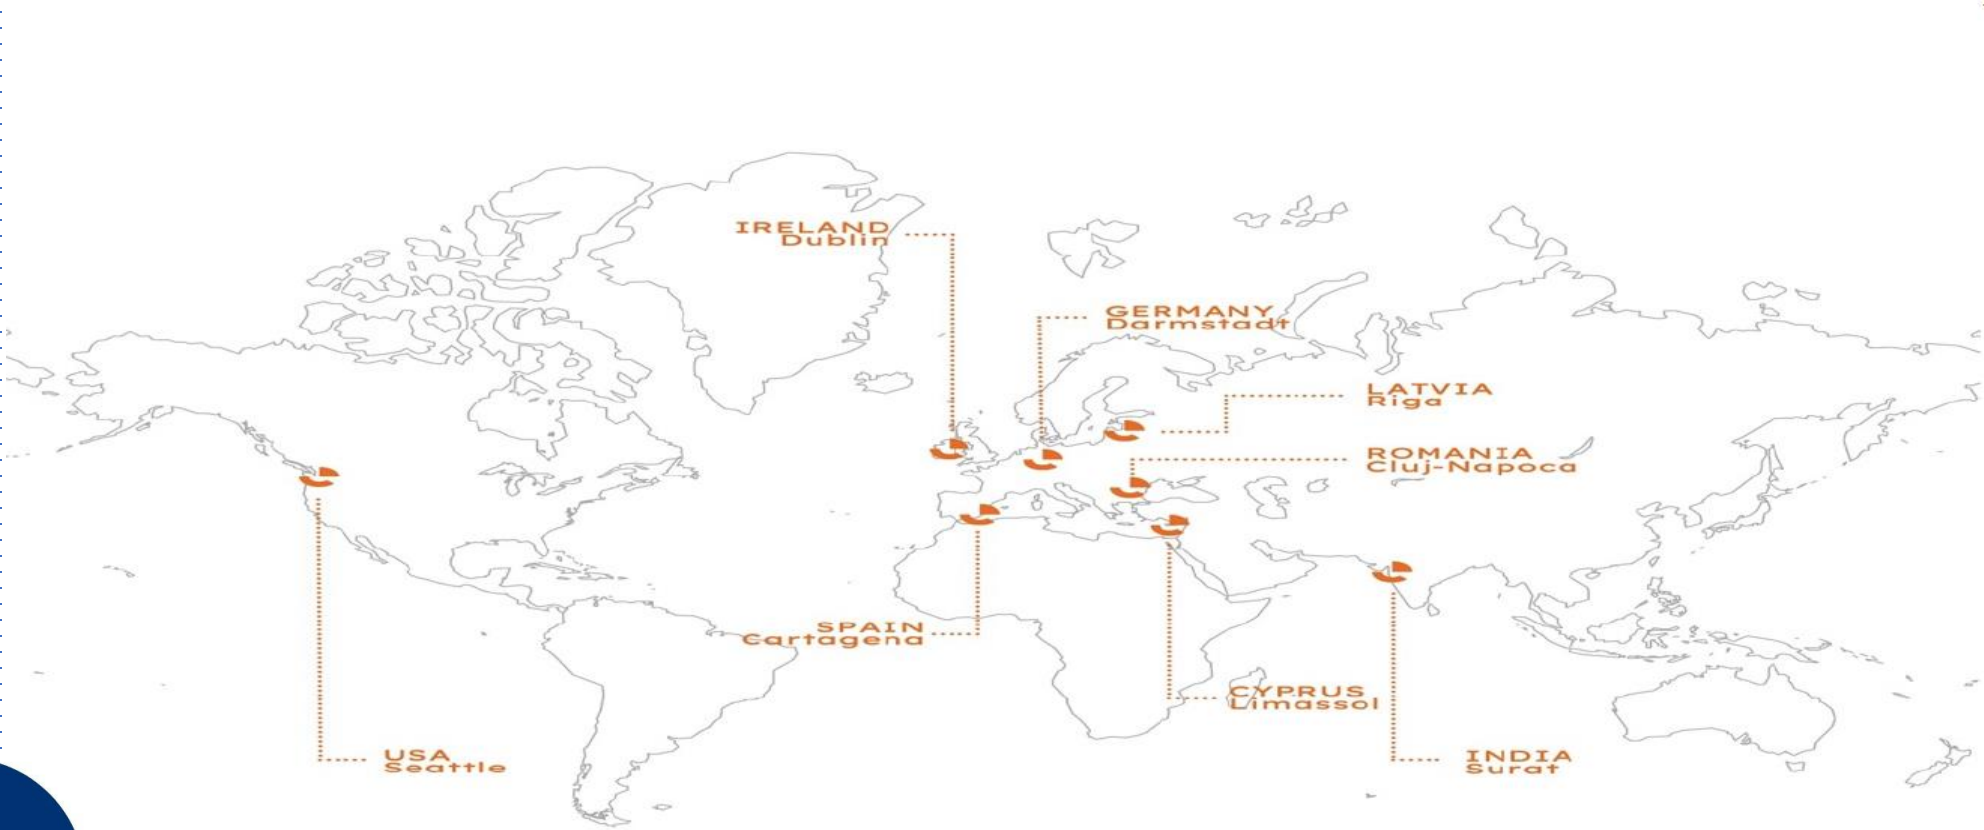 IRELAND
Dublin
GERMANY
Darmstadt
LATVIA
Riga
ROMANIA
Cluj-Napoca
SPAIN
Cartagena
CYPRUS
Limassol
USA
Seattle
INDIA
Surat